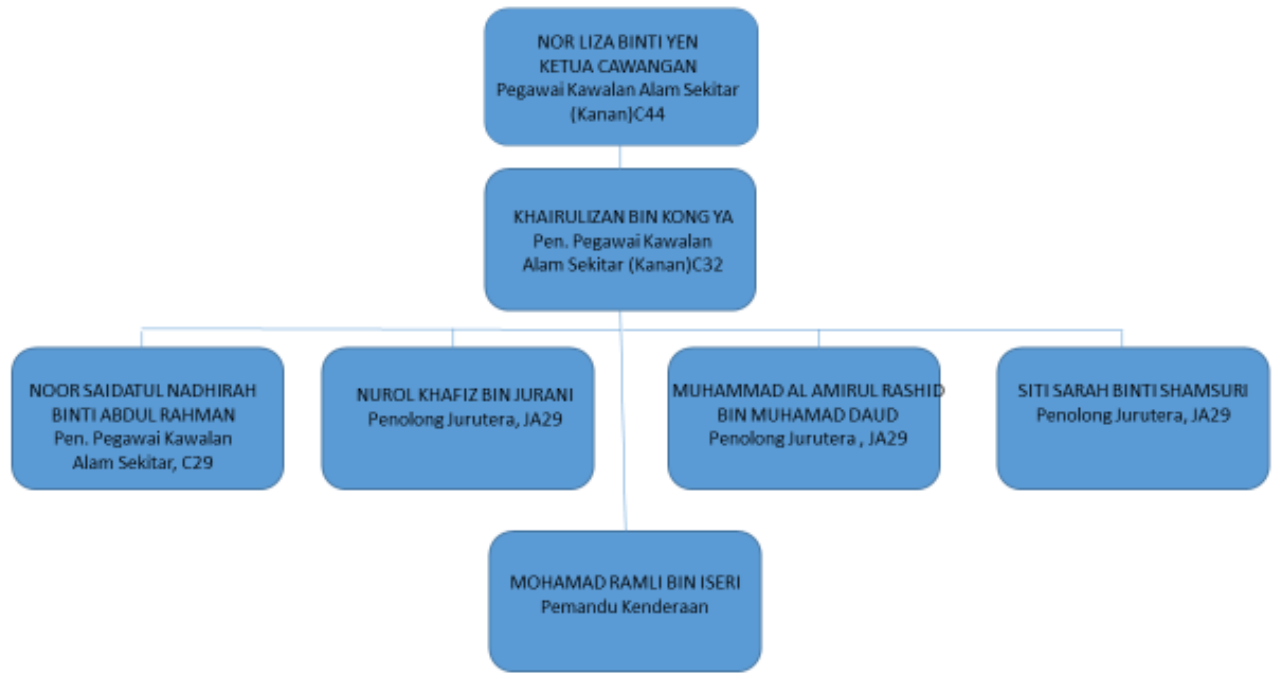 NOR LIZA BINTI YEN
KETUA CAWANGAN
Pegawai Kawalan Alam Sekitar
(Kanan)C44
KHAIRULIZAN BIN KONG YA
Pen. Pegawai Kawalan
Alam Sekitar (Kanan)C32
NOOR SAIDATUL NADHIRAH
BINTI ABDUL RAHMAN
Pen. Pegawai Kawalan
Alam Sekitar, C29
NUROL KHAFIZ BIN JURANI
Penolong Jurutera, JA29
MUHAMMAD AL AMIRUL RASHID
BIN MUHAMAD DAUD
Penolong Jurutera , JA29
SITI SARAH BINTI SHAMSURI
Penolong Jurutera, JA29
MOHAMAD RAMLI BIN ISERI
Pemandu Kenderaan